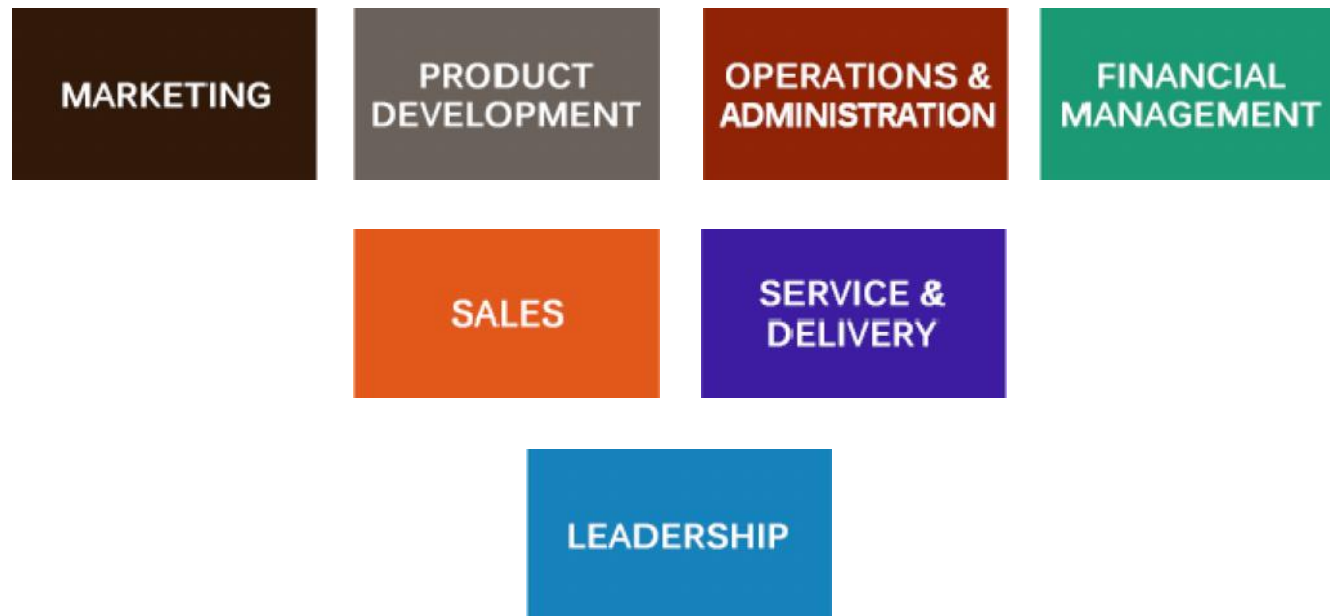 MARKETING
PRODUCT
DEVELOPMENT
OPERATIONS &
ADMINISTRATION
FINANCIAL
MANAGEMENT
SALES
SERVICE &
DELIVERY
LEADERSHIP